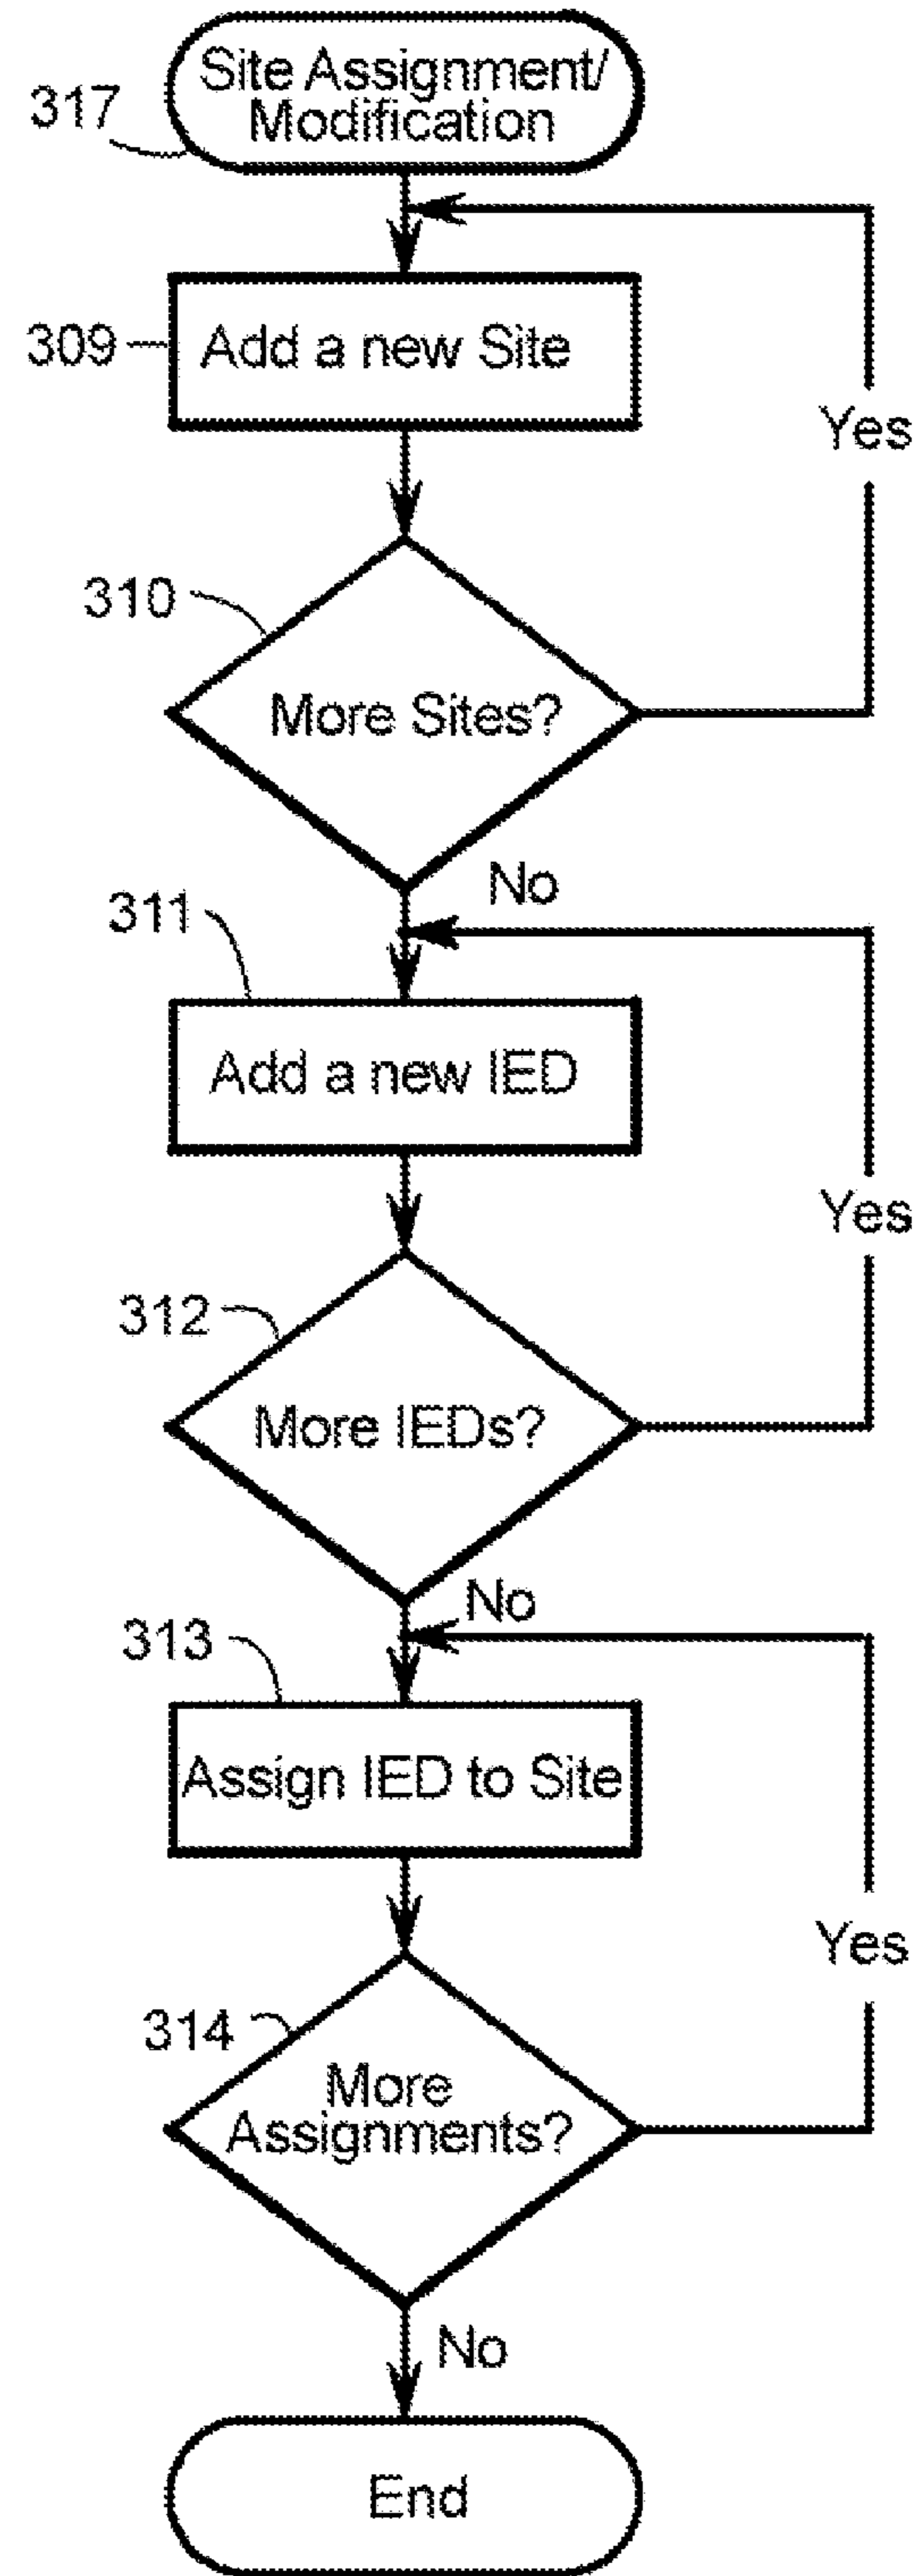 Site Assignment/
Modification
317
309
Add a new Site
Yes
310
More Sites?
No
311
Add a new IED
Yes
312
More IEDs?
No
313
Assign IED to Site
Yes
314
More
Assignments?
No
End